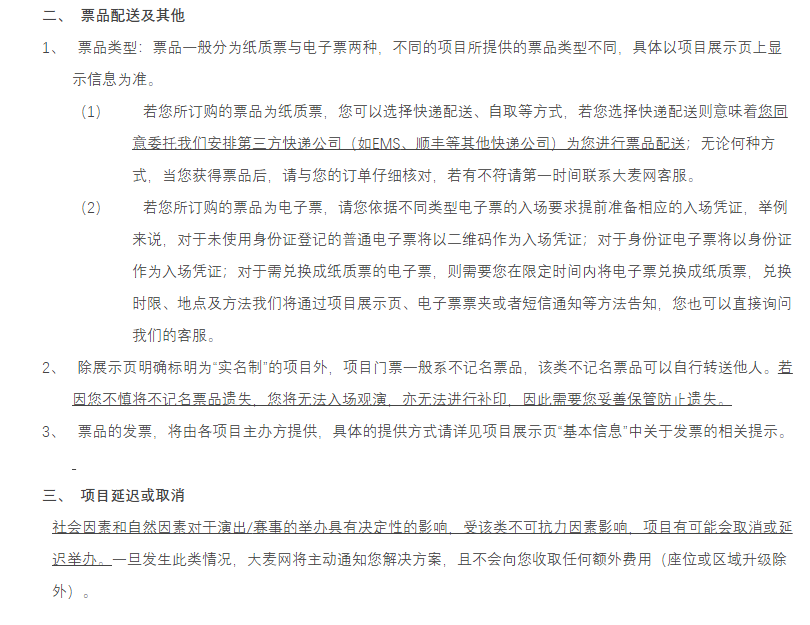 二、 票品配送及其他
1、 票品类型：票品一般分为纸质票与电子票两种，不同的项目所提供的票品类型不同，具体以项目展示页上显
示信息为准。
（1） 若您所订购的票品为纸质票，您可以选择快递配送、自取等方式，若您选择快递配送则意味着您同
意委托我们安排第三方快递公司（如EMS、顺丰等其他快递公司）为您进行票品配送；无论何种方
式，当您获得票品后，请与您的订单仔细核对，若有不符请第一时间联系大麦网客服。
（2） 若您所订购的票品为电子票，请您依据不同类型电子票的入场要求提前准备相应的入场凭证，举例
来说，对于未使用身份证登记的普通电子票将以二维码作为入场凭证；对于身份证电子票将以身份证
作为入场凭证；对于需兑换成纸质票的电子票，则需要您在限定时间内将电子票兑换成纸质票，兑换
时限、地点及方法我们将通过项目展示页、电子票票夹或者短信通知等方法告知，您也可以直接询问
我们的客服。
2、 除展示页明确标明为“实名制”的项目外，项目门票一般系不记名票品，该类不记名票品可以自行转送他人。若
因您不慎将不记名票品遗失，您将无法入场观演，亦无法进行补印，因此需要您妥善保管防止遗失。
3、 票品的发票，将由各项目主办方提供，具体的提供方式请详见项目展示页“基本信息”中关于发票的相关提示。
三、 项目延迟或取消
社会因素和自然因素对于演出/赛事的举办具有决定性的影响，受该类不可抗力因素影响，项目有可能会取消或延
迟举办。一旦发生此类情况，大麦网将主动通知您解决方案，且不会向您收取任何额外费用（座位或区域升级除
外）。